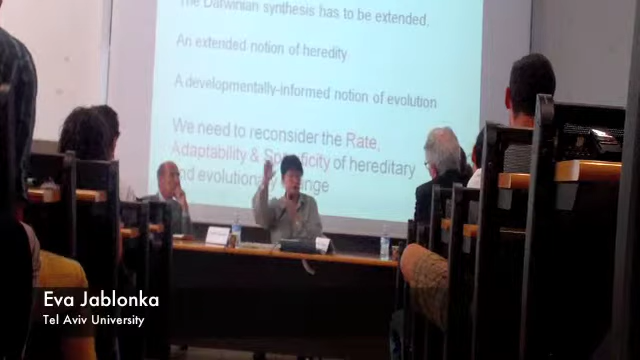 The Darwinian synthesis has to be extended.
An extended notion of heredity
A developmentally-informed notion of evolution
We need to reconsider the Rate,
Adaptability & Specificity of hereditary
and evolutionary change
Eva Jablonka
Tel Aviv University